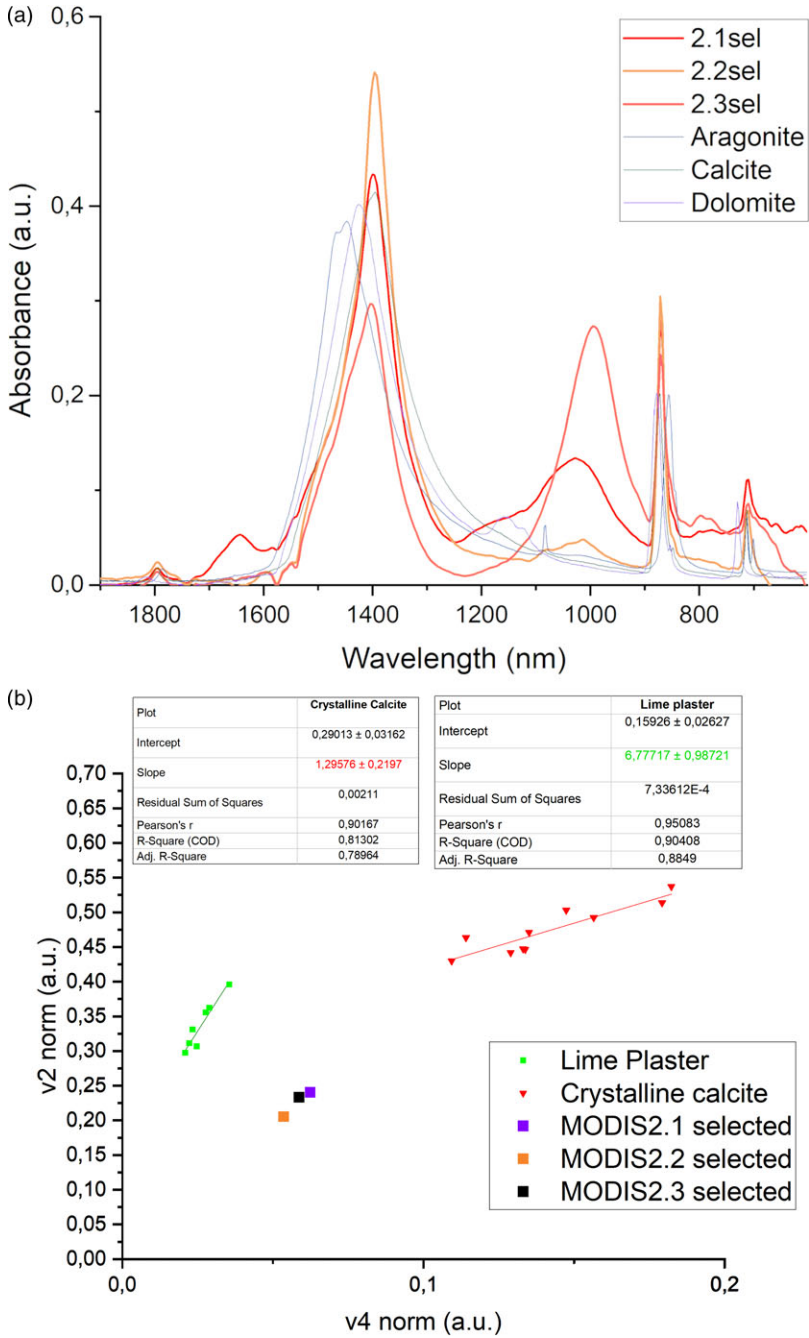 (a)
0,6
0,4
0,2
0,0
Absorbance (a.u.)
2.1sel
2.2sel
2.3sel
Aragonite
Calcite
Dolomite
1800 1600 1400 1200 1000 800
Wavelength (nm)
(b)
Plot Crystalline Calcite
Intercept 0,29013 ± 0,03162
Slope 1,29576 ± 0,2197
Residual Sum of Squares 0,00211
Pearson's r 0,90167
R-Square (COD) 0,81302
Adj. R-Square 0,78964
Plot Lime plaster
Intercept 0,15926 ± 0,02627
Slope 6,77717 ± 0,98721
Residual Sum of Squares 7,33612E-4
Pearson's r 0,95083
R-Square (COD) 0,90408
Adj. R-Square 0,8849
0,70
0,65
0,60
0,55
0,50
0,45
0,40
0,35
0,30
0,25
0,20
0,15
0,10
0,05
0,00
v2 norm (a.u.)
Lime Plaster
Crystalline calcite
MODIS2.1 selected
MODIS2.2 selected
MODIS2.3 selected
0,0 0,1 0,2
v4 norm (a.u.)